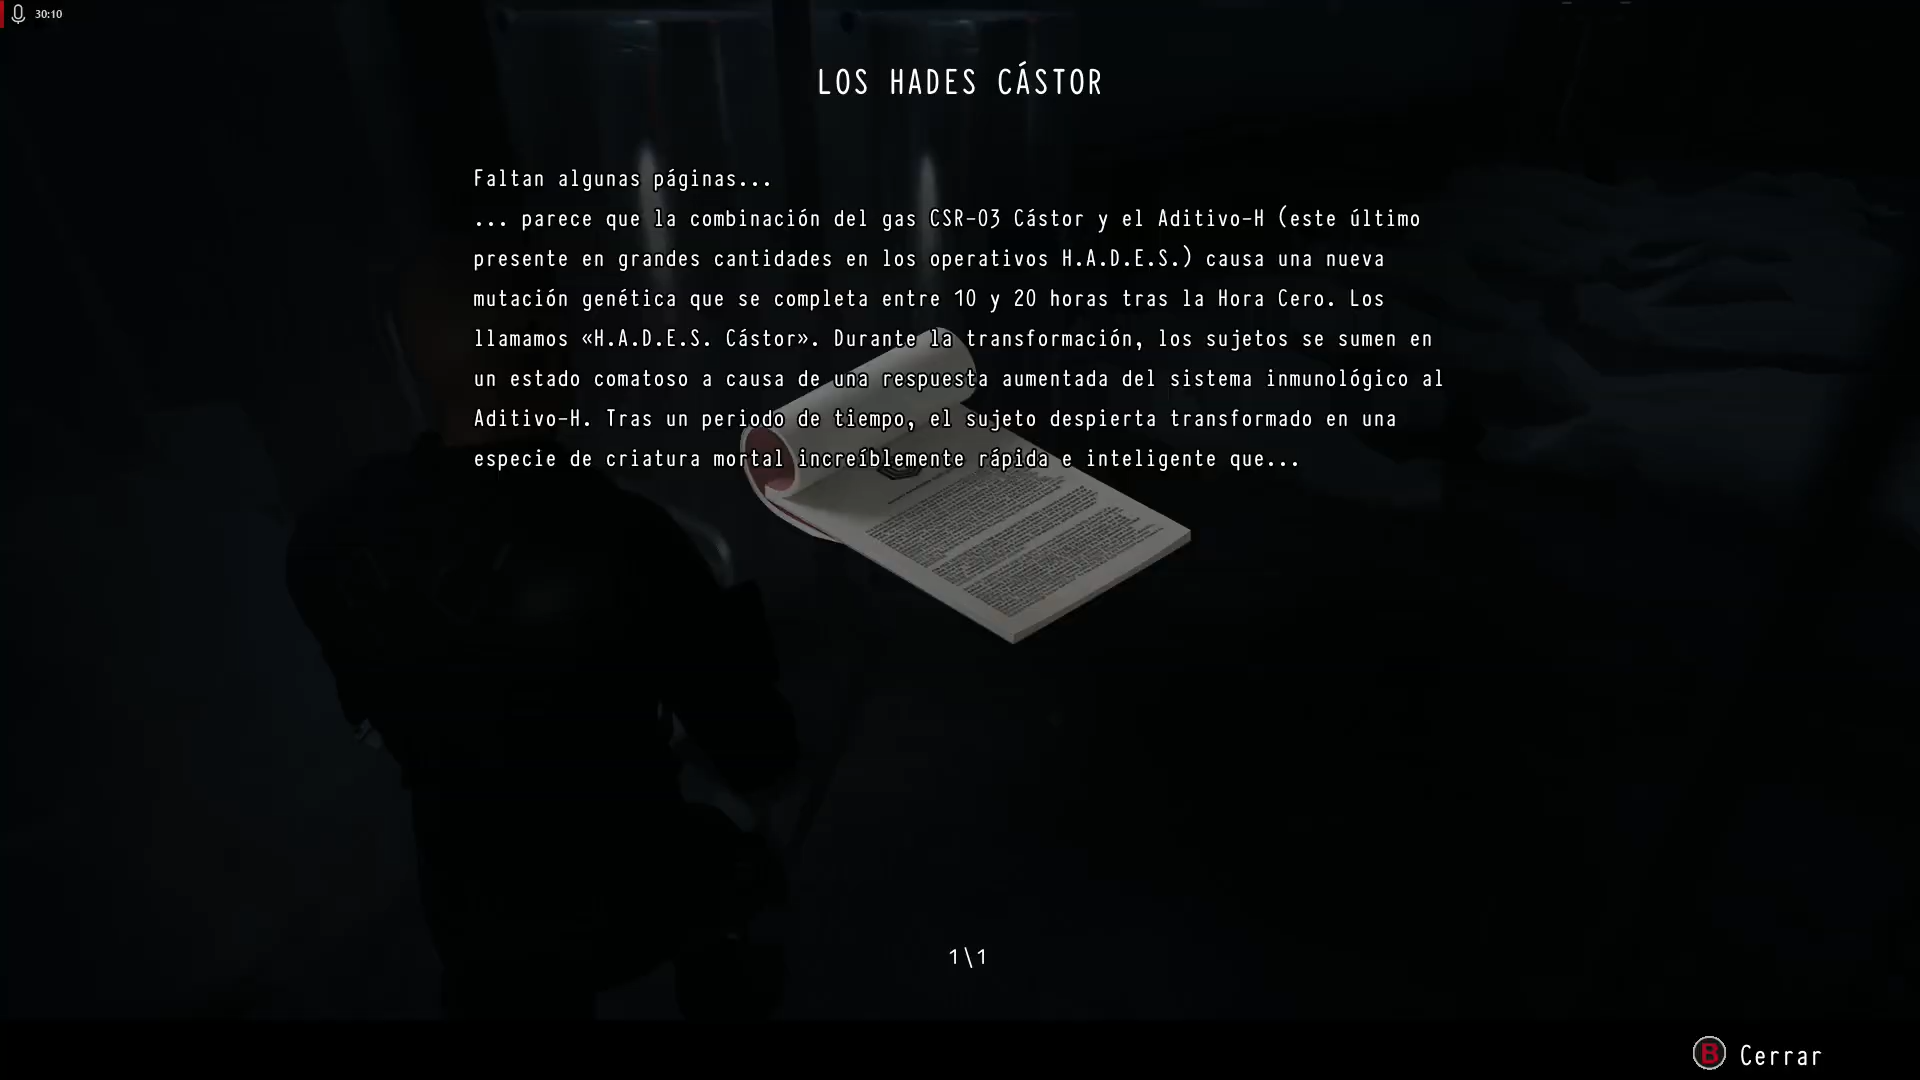 30:10
LOS HADES CÁSTOR
Faltan algunas páginas...
... parece que la combinación del gas CSR-03 Cástor y el Aditivo-H (este último
presente en grandes cantidades en los operativos H.A.D.E.S.) causa una nueva
mutación genética que se completa entre 10 y 20 horas tras la Hora Cero. Los
llamamos «H.A.D.E.S. Cástor». Durante la transformación, los sujetos se sumen en
un estado comatoso a causa de una respuesta aumentada del sistema inmunológico al
Aditivo-H. Tras un periodo de tiempo, el sujeto despierta transformado en una
especie de criatura mortal increíblemente rápida e inteligente que...
1\1
B Cerrar